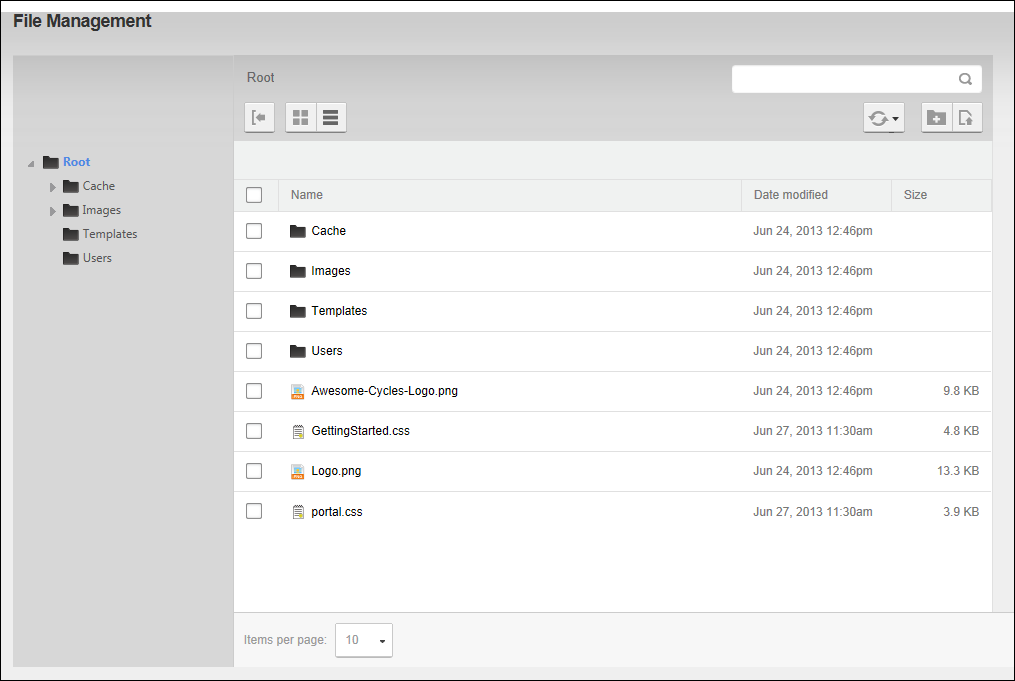 File Management
Root
Root
Cache
Images
Templates
Users
Name Date modified Size
Cache Jun 24, 2013 12:46pm
Images Jun 24, 2013 12:46pm
Templates Jun 24, 2013 12:46pm
Users Jun 24, 2013 12:46pm
PNG Awesome-Cycles-Logo.png Jun 24, 2013 12:46pm 9.8 KB
GettingStarted.css Jun 27, 2013 11:30am 4.8 KB
PNG Logo.png Jun 24, 2013 12:46pm 13.3 KB
portal.css Jun 27, 2013 11:30am 3.9 KB
Items per page: 10